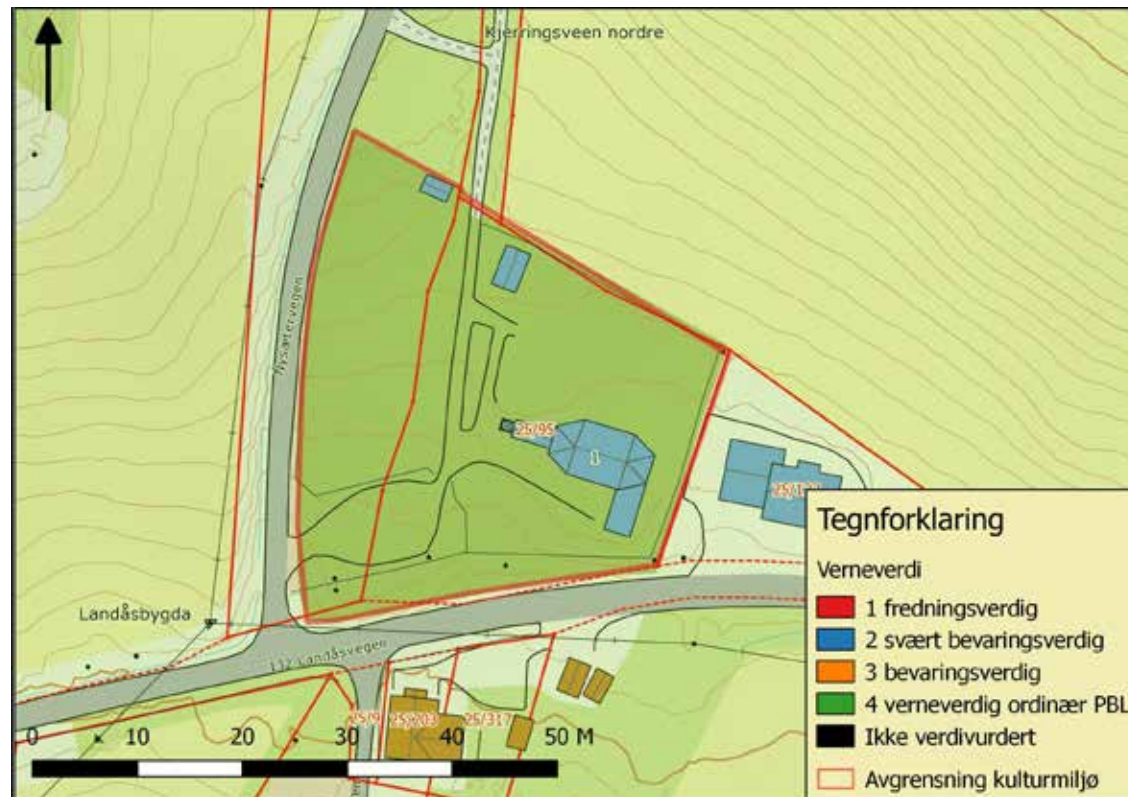 Kjerringsveen nordre
Nysætervegen
25/95
1
Landåsbygda
132 Landåsvegen
25/9
25/203
25/317
0 10 20 30 40 50 M
Tegnforklaring
Verneverdi
1 fredningsverdig
2 svært bevaringsverdig
3 bevaringsverdig
4 verneverdig ordinær PBL
Ikke verdivurdert
Avgrensning kulturmiljø